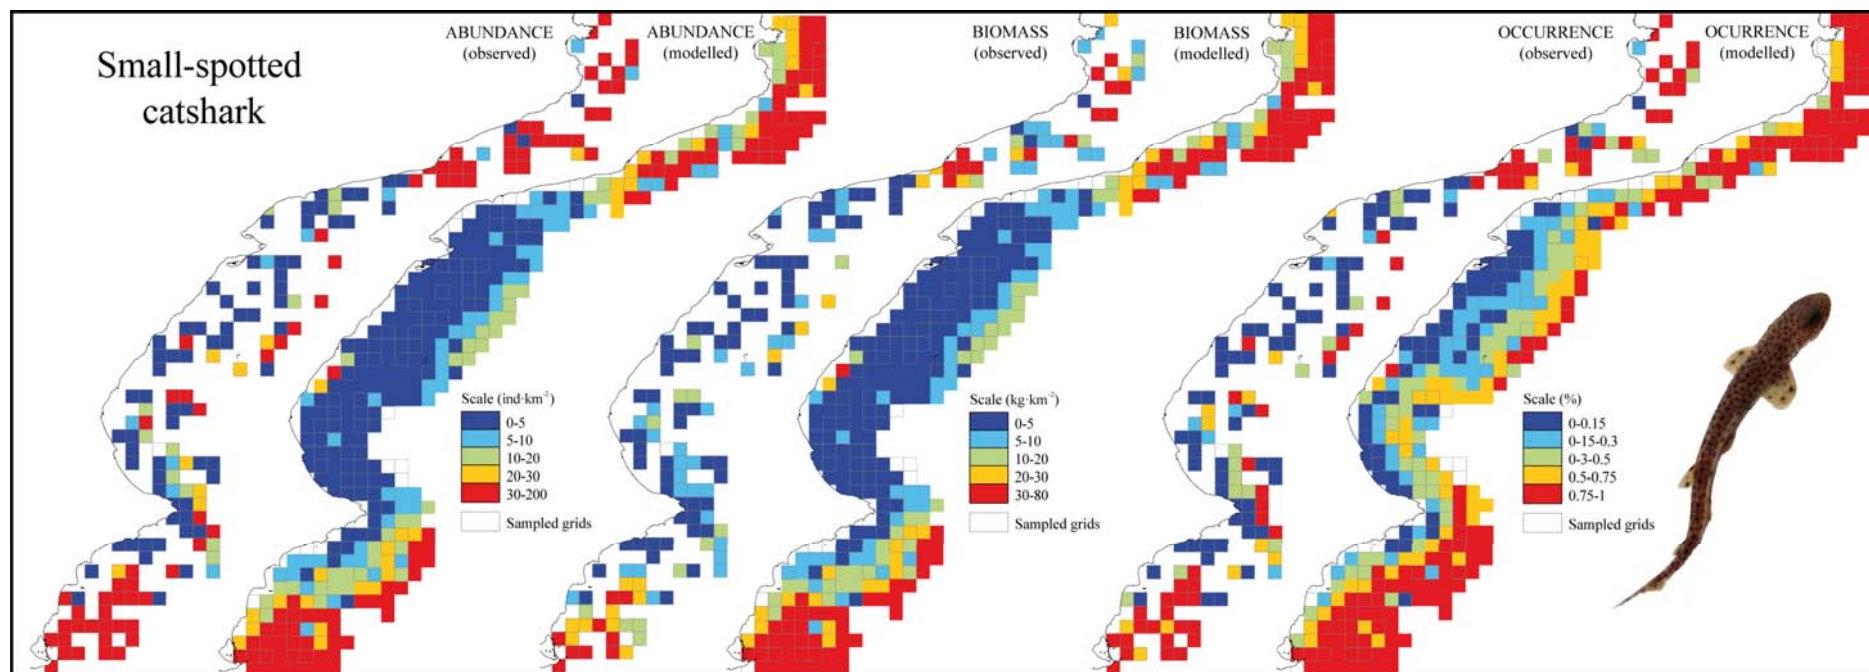 Small-spotted
catshark
ABUNDANCE
(observed)
ABUNDANCE
(modelled)
BIOMASS
(observed)
BIOMASS
(modelled)
OCCURRENCE
(observed)
OCURRENCE
(modelled)
Scale (ind·km⁻²)
0-5
5-10
10-20
20-30
30-200
Sampled grids
Scale (kg·km⁻²)
0-5
5-10
10-20
20-30
30-80
Sampled grids
Scale (%)
0-0.15
0-15-0.3
0-3-0.5
0.5-0.75
0.75-1
Sampled grids